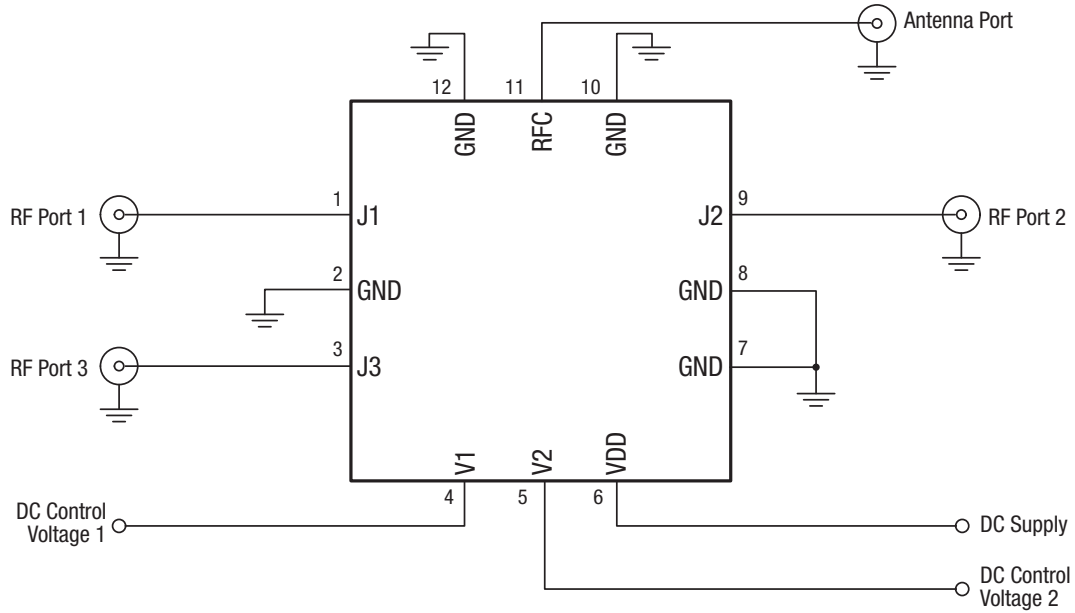 Antenna Port
12
11
10
GND
RFC
GND
RF Port 1
1
J1
J2
9
RF Port 2
2
GND
GND
8
RF Port 3
3
J3
GND
7
V1
V2
VDD
4
5
6
DC Control
Voltage 1
DC Supply
DC Control
Voltage 2